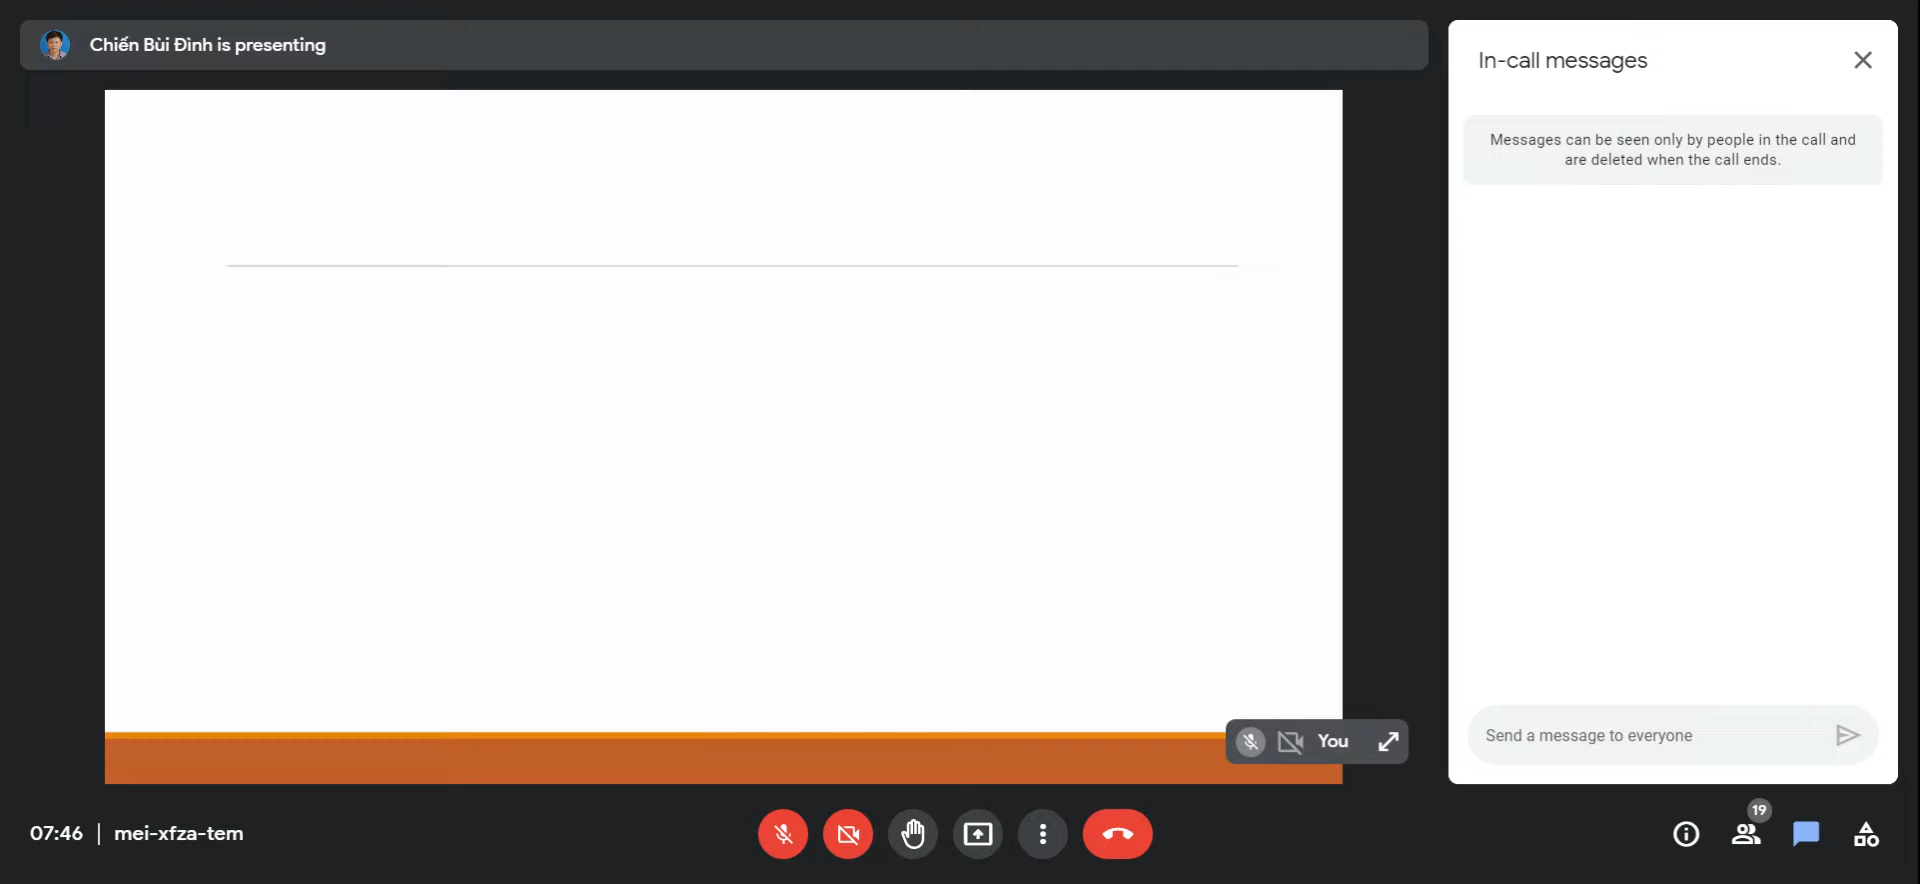 Chiến Bùi Đình is presenting
In-call messages
Messages can be seen only by people in the call and
are deleted when the call ends.
You
Send a message to everyone
07:46 | mei-xfza-tem
19